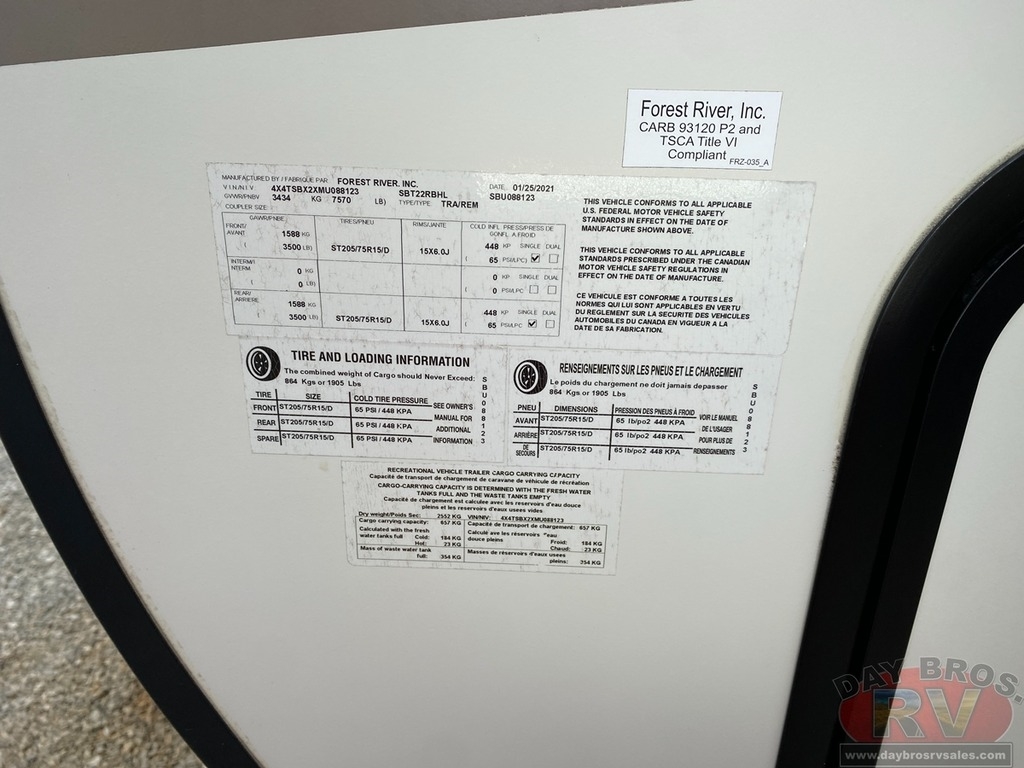 Forest River, Inc.
CARB 93120 P2 and
TSCA Title VI
Compliant
FRZ-035_A
MANUFACTURED BY / FABRIQUE PAR FOREST RIVER, INC. DATE 01/25/2021
V.I.N/N.I.V 4X4TSBX2XMU088123 SBT22RBHL SBU088123
GVWR/PNBV 3434 KG 7570 LB) TYPE/TYPE TRA/REM
COUPLER SIZE
GAWR/PNBE TIRES/PNEU RIMS/JANTE COLD INFL PRESS/PRESS DE GONFL A FROID
FRONT/ AVANT 1588 KG 448 KP SINGLE DUAL
( 3500 LB) ST205/75R15/D 15X6.0J ( 65 PSI/LPC)
INTERM/I NTERM 0 KG 0 KP SINGLE DUAL
( 0 LB) ( 0 PSI/LPC
REAR/ ARRIERE 1588 KG 448 KP SINGLE DUAL
3500 LB) ST205/75R15/D 15X6.0J ( 65 PSI/LPC
THIS VEHICLE CONFORMS TO ALL APPLICABLE
U.S. FEDERAL MOTOR VEHICLE SAFETY
STANDARDS IN EFFECT ON THE DATE OF
MANUFACTURE SHOWN ABOVE.
THIS VEHICLE CONFORMS TO ALL APPLICABLE
STANDARDS PRESCRIBED UNDER THE CANADIAN
MOTOR VEHICLE SAFETY REGULATIONS IN
EFFECT ON THE DATE OF MANUFACTURE.
CE VEHICULE EST CONFORME A TOUTES LES
NORMES QUI LUI SONT APPLICABLES EN VERTU
DU REGLEMENT SUR LA SECURITE DES VEHICULES
AUTOMOBILES DU CANADA EN VIGUEUR A LA
DATE DE SA FABRICATION.
TIRE AND LOADING INFORMATION
The combined weight of Cargo should Never Exceed:
864 Kgs or 1905 Lbs
TIRE SIZE COLD TIRE PRESSURE
FRONT ST205/75R15/D 65 PSI / 448 KPA
REAR ST205/75R15/D 65 PSI / 448 KPA
SPARE ST205/75R15/D 65 PSI / 448 KPA
SEE OWNER'S
MANUAL FOR
ADDITIONAL
INFORMATION
SBU088123
RENSEIGNEMENTS SUR LES PNEUS ET LE CHARGEMENT
Le poids du chargement ne doit jamais depasser
864 Kgs or 1905 Lbs
PNEU DIMENSIONS PRESSION DES PNEUS À FROID
AVANT ST205/75R15/D 65 lb/po2 448 KPA
ARRIÈRE ST205/75R15/D 65 lb/po2 448 KPA
DE SECOURS ST205/75R15/D 65 lb/po2 448 KPA
VOIR LE MANUEL
DE L'USAGER
POUR PLUS DE
RENSEIGNEMENTS
SBU088123
RECREATIONAL VEHICLE TRAILER CARGO CARRYING CAPACITY
Capacite de transport de cargaison de caravane de véhicule de récréation
CARGO-CARRYING CAPACITY IS DETERMINED WITH THE FRESH WATER
TANKS FULL AND THE WASTE TANKS EMPTY
Capacité de chargement est calculee avec les reservoirs d'eau douce
pleins et les reservoirs d'eaux usees vides
Dry weight/Poids Sec: 2552 KG VIN/NIV: 4X4TSBX2XMU088123
Cargo carrying capacity: 657 KG Capacite de transport de chargement: 657 KG
Calculated with the fresh
water tanks full Cold: 184 KG
Hot: 23 KG
Calculé ave les réservoirs 'eau
douce pleins Froid: 184 KG
Chaud: 23 KG
Mass of waste water tank
full: 354 KG
Masses de réservoirs d'eaux usees
pleins: 354 KG
DAY BROS.
RV
www.daybrosrvsales.com